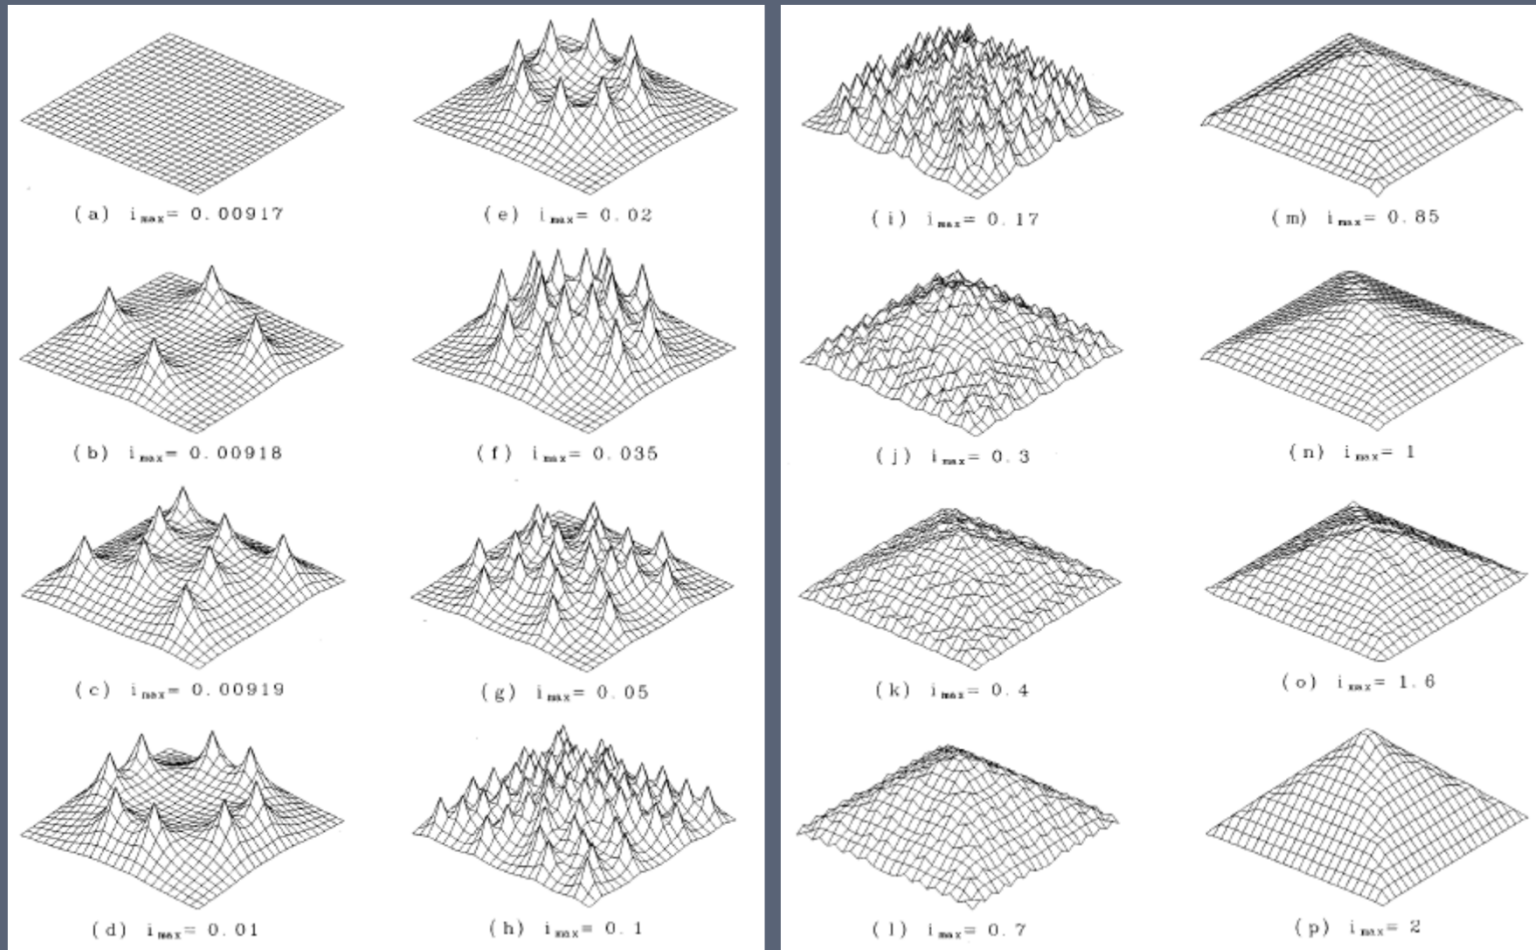 (a) imax= 0.00917
(b) imax= 0.00918
(c) imax= 0.00919
(d) imax= 0.01
(e) imax= 0.02
(f) imax= 0.035
(g) imax= 0.05
(h) imax= 0.1
(i) imax= 0.17
(j) imax= 0.3
(k) imax= 0.4
(l) imax= 0.7
(m) imax= 0.85
(n) imax= 1
(o) imax= 1.6
(p) imax= 2